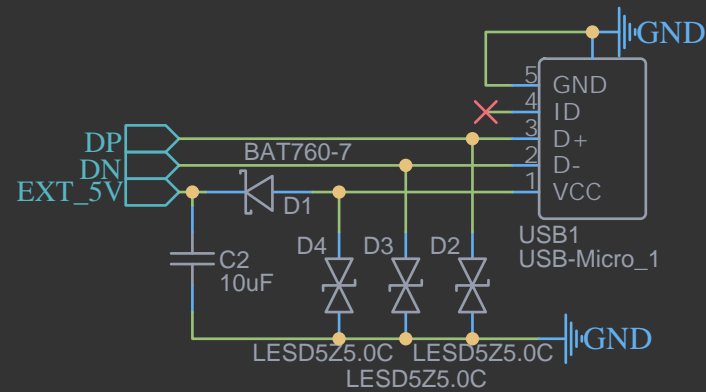 GND
5 GND
4 ID
DP 3 D+
BAT760-7
DN 2 D-
EXT_5V 1 VCC
D1
USB1
D4 D3 D2
USB-Micro_1
C2
10uF
GND
LESD5Z5.0C LESD5Z5.0C
LESD5Z5.0C